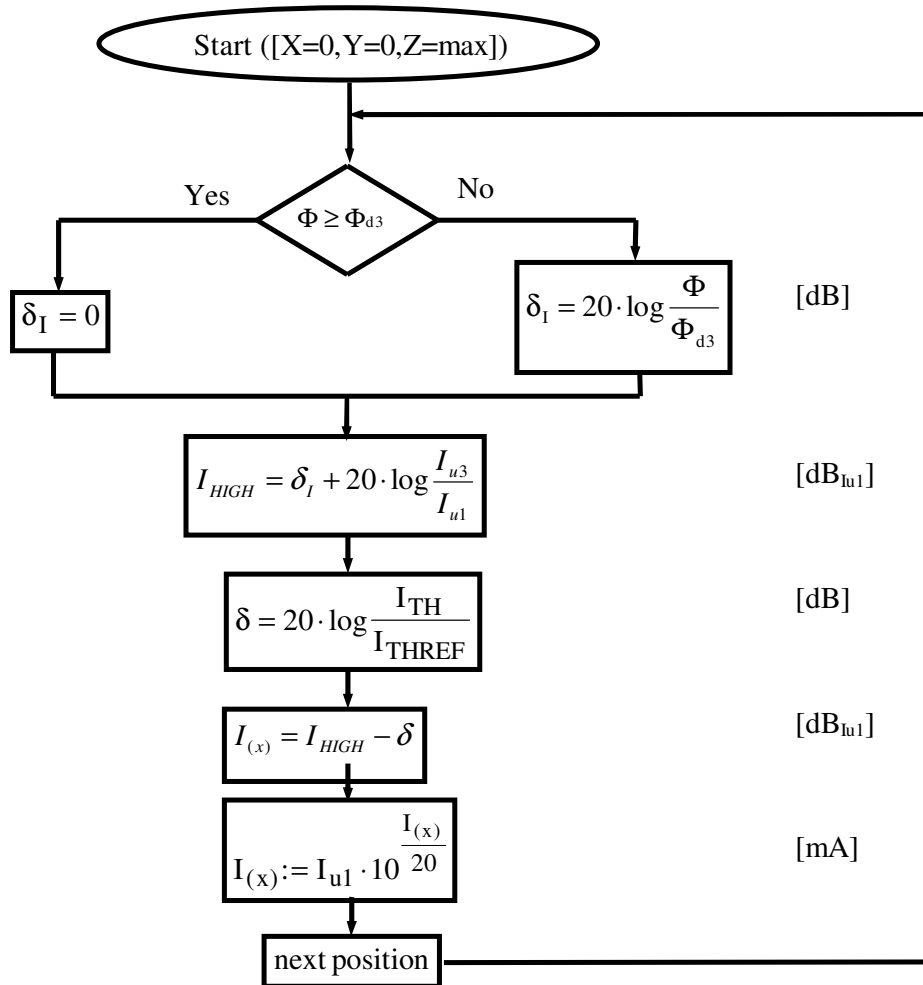 Start ([X=0,Y=0,Z=max])
Yes
No
Φ ≥ Φd3
δI = 0
δI = 20·log Φ/Φd3
[dB]
IHIGH = δI + 20·log Iu3/Iu1
[dBIu1]
δ = 20·log ITH/ITHREF
[dB]
I(x) = IHIGH − δ
[dBIu1]
I(x):= Iu1·10^(I(x)/20)
[mA]
next position